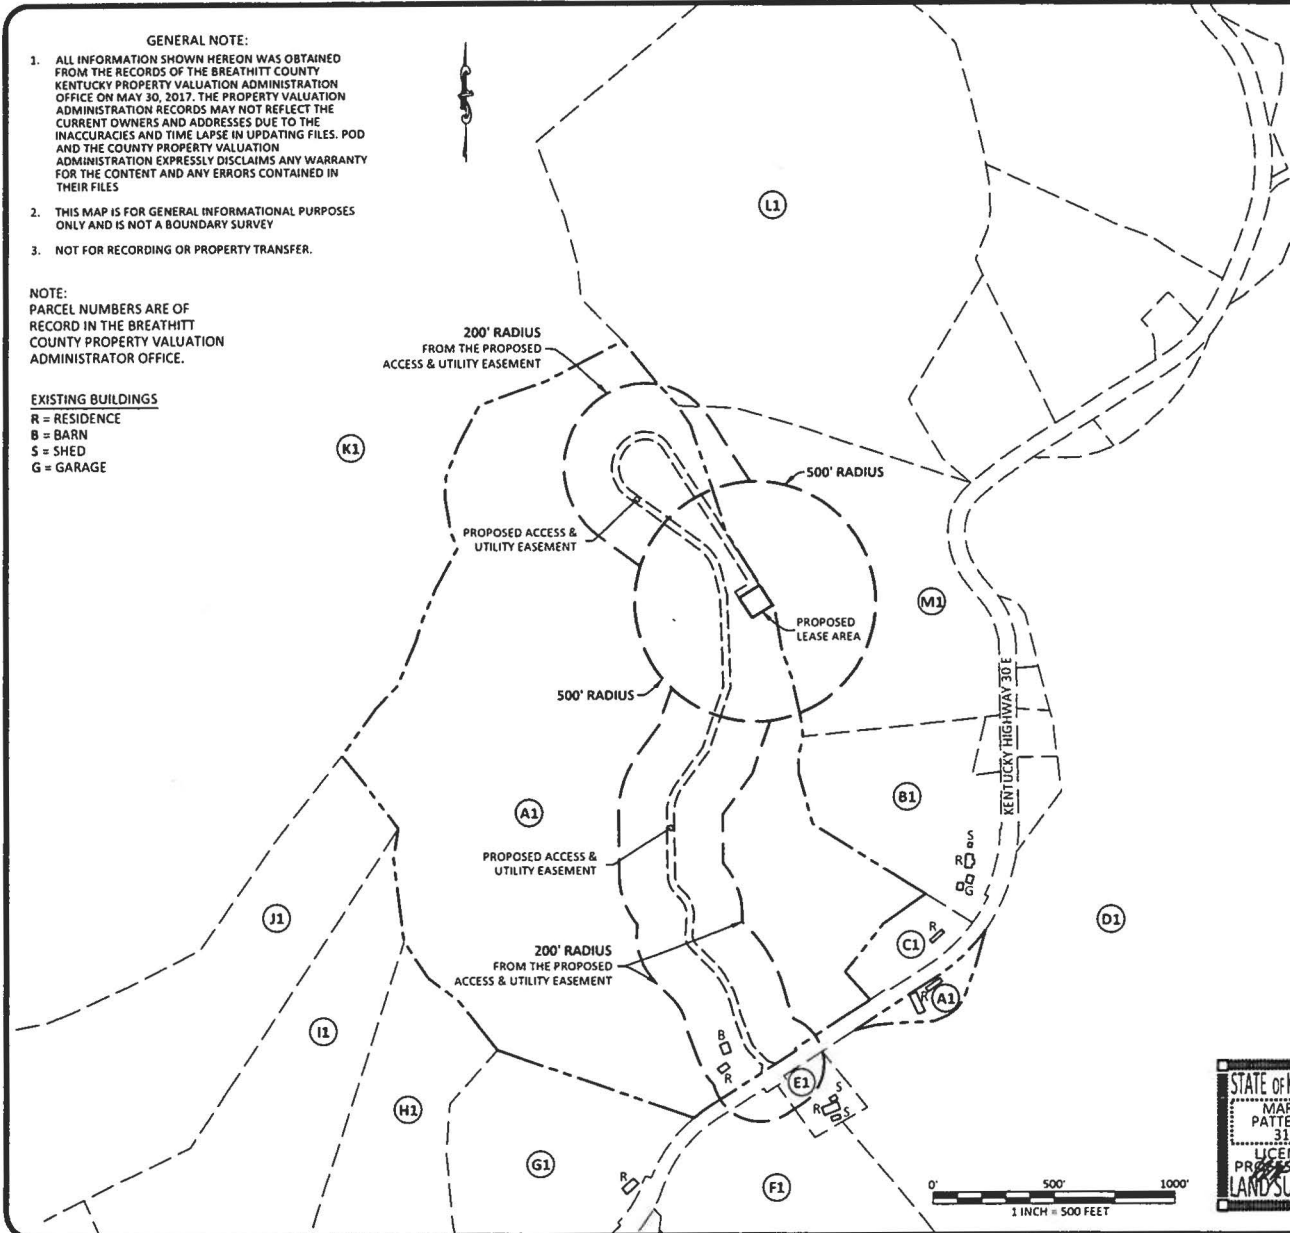 GENERAL NOTE:
1. ALL INFORMATION SHOWN HEREON WAS OBTAINED
FROM THE RECORDS OF THE BREATHITT COUNTY
KENTUCKY PROPERTY VALUATION ADMINISTRATION
OFFICE ON MAY 30, 2017. THE PROPERTY VALUATION
ADMINISTRATION RECORDS MAY NOT REFLECT THE
CURRENT OWNERS AND ADDRESSES DUE TO THE
INACCURACIES AND TIME LAPSE IN UPDATING FILES. POD
AND THE COUNTY PROPERTY VALUATION
ADMINISTRATION EXPRESSLY DISCLAIMS ANY WARRANTY
FOR THE CONTENT AND ANY ERRORS CONTAINED IN
THEIR FILES
2. THIS MAP IS FOR GENERAL INFORMATIONAL PURPOSES
ONLY AND IS NOT A BOUNDARY SURVEY
3. NOT FOR RECORDING OR PROPERTY TRANSFER.
NOTE:
PARCEL NUMBERS ARE OF
RECORD IN THE BREATHITT
COUNTY PROPERTY VALUATION
ADMINISTRATOR OFFICE.
EXISTING BUILDINGS
R = RESIDENCE
B = BARN
S = SHED
G = GARAGE
L1
200' RADIUS
FROM THE PROPOSED
ACCESS & UTILITY EASEMENT
K1
500' RADIUS
PROPOSED ACCESS &
UTILITY EASEMENT
M1
PROPOSED
LEASE AREA
500' RADIUS
KENTUCKY HIGHWAY 30 E
B1
A1
S
R
G
PROPOSED ACCESS &
UTILITY EASEMENT
J1
D1
R
C1
200' RADIUS
FROM THE PROPOSED
ACCESS & UTILITY EASEMENT
R
A1
I1
B
R
E1
S
R
S
H1
G1
R
F1
0' 500' 1000'
1 INCH = 500 FEET
STATE OF
MAR
PATTE
31
LICEN
LAND SU